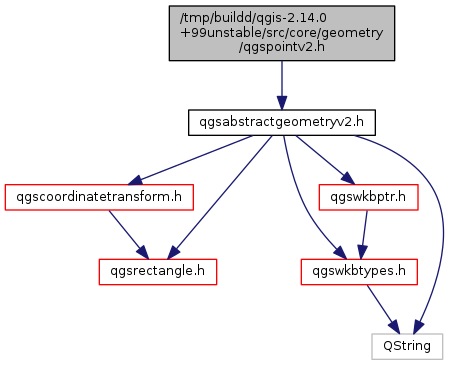 /tmp/buildd/qgis-2.14.0
+99unstable/src/core/geometry
/qgspointv2.h
qgsabstractgeometryv2.h
qgscoordinatetransform.h
qgswkbptr.h
qgsrectangle.h
qgswkbtypes.h
QString